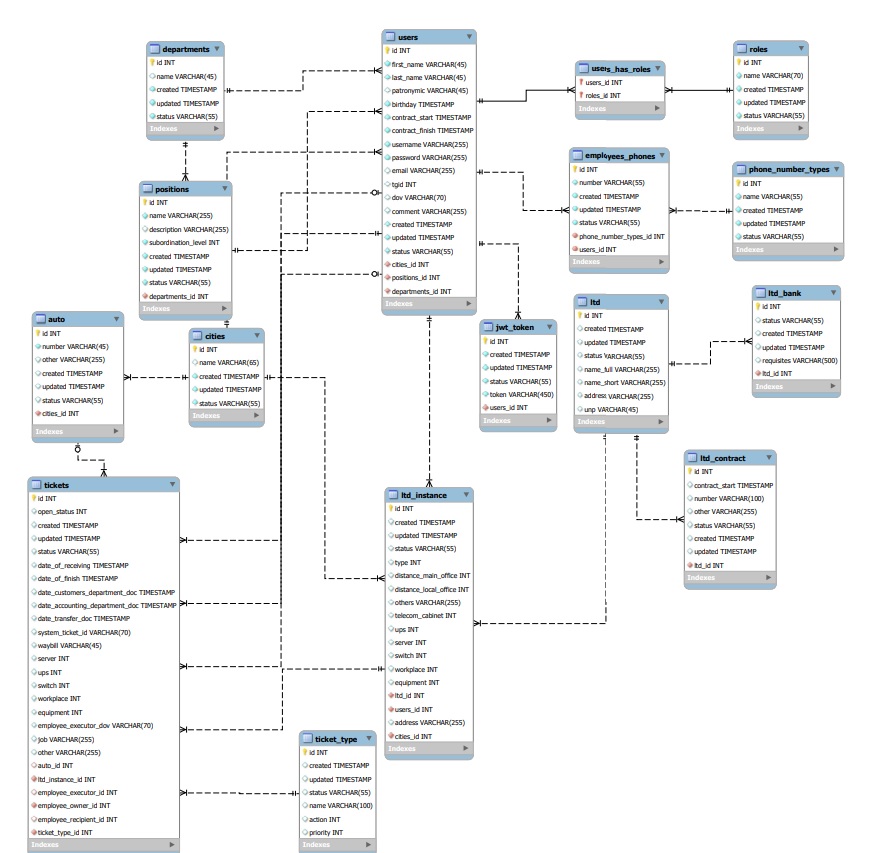 departments
id INT
name VARCHAR(45)
created TIMESTAMP
updated TIMESTAMP
status VARCHAR(55)
Indexes
users
id INT
first_name VARCHAR(45)
last_name VARCHAR(45)
patronymic VARCHAR(45)
birthday TIMESTAMP
contract_start TIMESTAMP
contract_finish TIMESTAMP
username VARCHAR(255)
password VARCHAR(255)
email VARCHAR(255)
tgid INT
dov VARCHAR(70)
comment VARCHAR(255)
created TIMESTAMP
updated TIMESTAMP
status VARCHAR(55)
cities_id INT
positions_id INT
departments_id INT
Indexes
users_has_roles
users_id INT
roles_id INT
Indexes
roles
id INT
name VARCHAR(70)
created TIMESTAMP
updated TIMESTAMP
status VARCHAR(55)
Indexes
employees_phones
id INT
number VARCHAR(55)
created TIMESTAMP
updated TIMESTAMP
status VARCHAR(55)
phone_number_types_id INT
users_id INT
Indexes
phone_number_types
id INT
name VARCHAR(55)
created TIMESTAMP
updated TIMESTAMP
status VARCHAR(55)
Indexes
positions
id INT
name VARCHAR(255)
description VARCHAR(255)
subordination_level INT
created TIMESTAMP
updated TIMESTAMP
status VARCHAR(55)
departments_id INT
Indexes
auto
id INT
number VARCHAR(45)
other VARCHAR(255)
created TIMESTAMP
updated TIMESTAMP
status VARCHAR(55)
cities_id INT
Indexes
cities
id INT
name VARCHAR(65)
created TIMESTAMP
updated TIMESTAMP
status VARCHAR(55)
Indexes
jwt_token
id INT
created TIMESTAMP
updated TIMESTAMP
status VARCHAR(55)
token VARCHAR(450)
users_id INT
Indexes
ltd
id INT
created TIMESTAMP
updated TIMESTAMP
status VARCHAR(55)
name_full VARCHAR(255)
name_short VARCHAR(255)
address VARCHAR(255)
unp VARCHAR(45)
Indexes
ltd_bank
id INT
status VARCHAR(55)
created TIMESTAMP
updated TIMESTAMP
requisites VARCHAR(500)
ltd_id INT
Indexes
ltd_contract
id INT
contract_start TIMESTAMP
number VARCHAR(100)
other VARCHAR(255)
status VARCHAR(55)
created TIMESTAMP
updated TIMESTAMP
ltd_id INT
Indexes
tickets
id INT
open_status INT
created TIMESTAMP
updated TIMESTAMP
status VARCHAR(55)
date_of_receiving TIMESTAMP
date_of_finish TIMESTAMP
date_customers_department_doc TIMESTAMP
date_accounting_department_doc TIMESTAMP
date_transfer_doc TIMESTAMP
system_ticket_id VARCHAR(70)
waybill VARCHAR(45)
server INT
ups INT
switch INT
workplace INT
equipment INT
employee_executor_dov VARCHAR(70)
job VARCHAR(255)
other VARCHAR(255)
auto_id INT
ltd_instance_id INT
employee_executor_id INT
employee_owner_id INT
employee_recipient_id INT
ticket_type_id INT
Indexes
ltd_instance
id INT
created TIMESTAMP
updated TIMESTAMP
status VARCHAR(55)
type INT
distance_main_office INT
distance_local_office INT
others VARCHAR(255)
telecom_cabinet INT
ups INT
server INT
switch INT
workplace INT
equipment INT
ltd_id INT
users_id INT
address VARCHAR(255)
cities_id INT
Indexes
ticket_type
id INT
created TIMESTAMP
updated TIMESTAMP
status VARCHAR(55)
name VARCHAR(100)
action INT
priority INT
Indexes